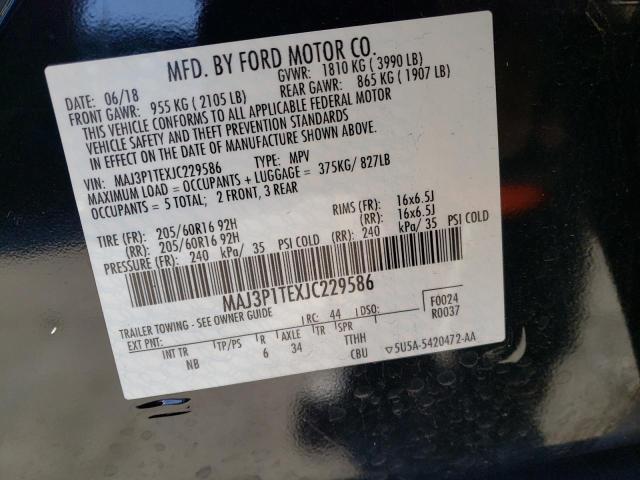 MFD. BY FORD MOTOR CO.
DATE: 06/18 GVWR: 1810 KG ( 3990 LB)
FRONT GAWR: 955 KG ( 2105 LB) REAR GAWR: 865 KG ( 1907 LB)
THIS VEHICLE CONFORMS TO ALL APPLICABLE FEDERAL MOTOR
VEHICLE SAFETY AND THEFT PREVENTION STANDARDS
IN EFFECT ON THE DATE OF MANUFACTURE SHOWN ABOVE.
VIN: MAJ3P1TEXJC229586 TYPE: MPV
MAXIMUM LOAD = OCCUPANTS + LUGGAGE = 375KG/ 827LB
OCCUPANTS = 5 TOTAL; 2 FRONT, 3 REAR
TIRE (FR): 205/60R16 92H RIMS (FR): 16x6.5J
(RR): 205/60R16 92H (RR): 16x6.5J
PRESSURE (FR): 240 kPa/ 35 PSI COLD (RR): 240 kPa/ 35 PSI COLD
MAJ3P1TEXJC229586
TRAILER TOWING - SEE OWNER GUIDE
EXT PNT: RC: 44 DSO: F0024
R0037
INT TR TP/PS R AXLE TR SPR
NB 6 34 TTHH
CBU 5U5A-5420472-AA